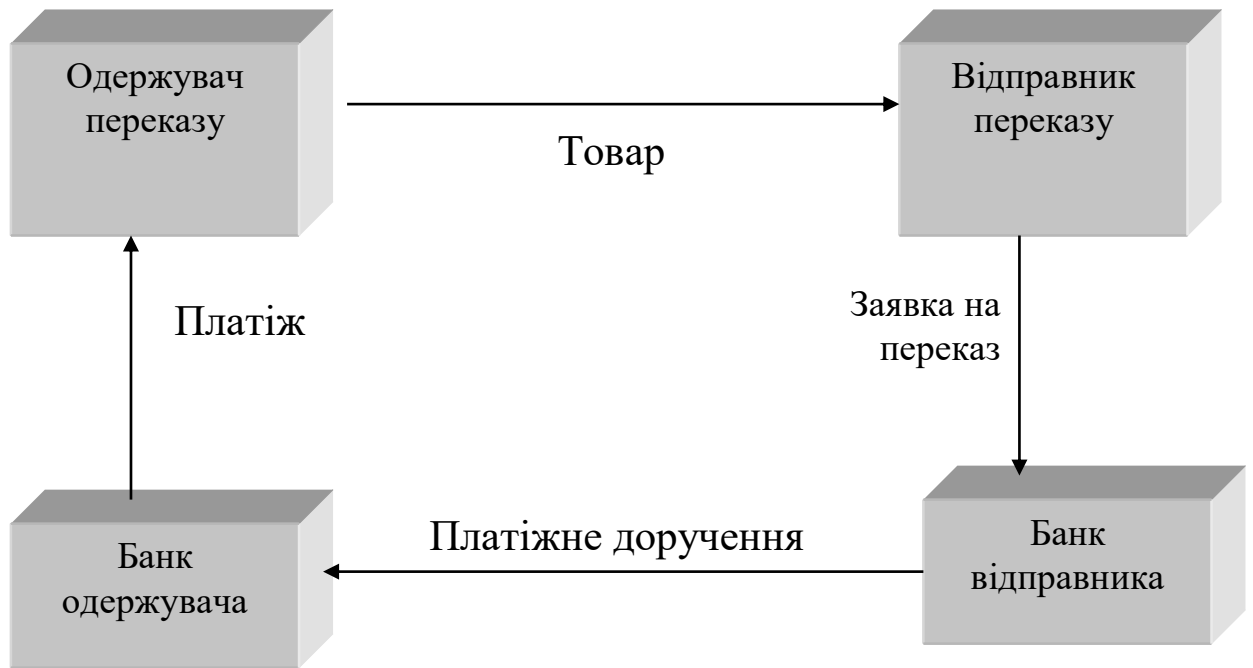 Одержувач
переказу
Відправник
переказу
Товар
Платіж
Заявка на
переказ
Платіжне доручення
Банк
одержувача
Банк
відправника